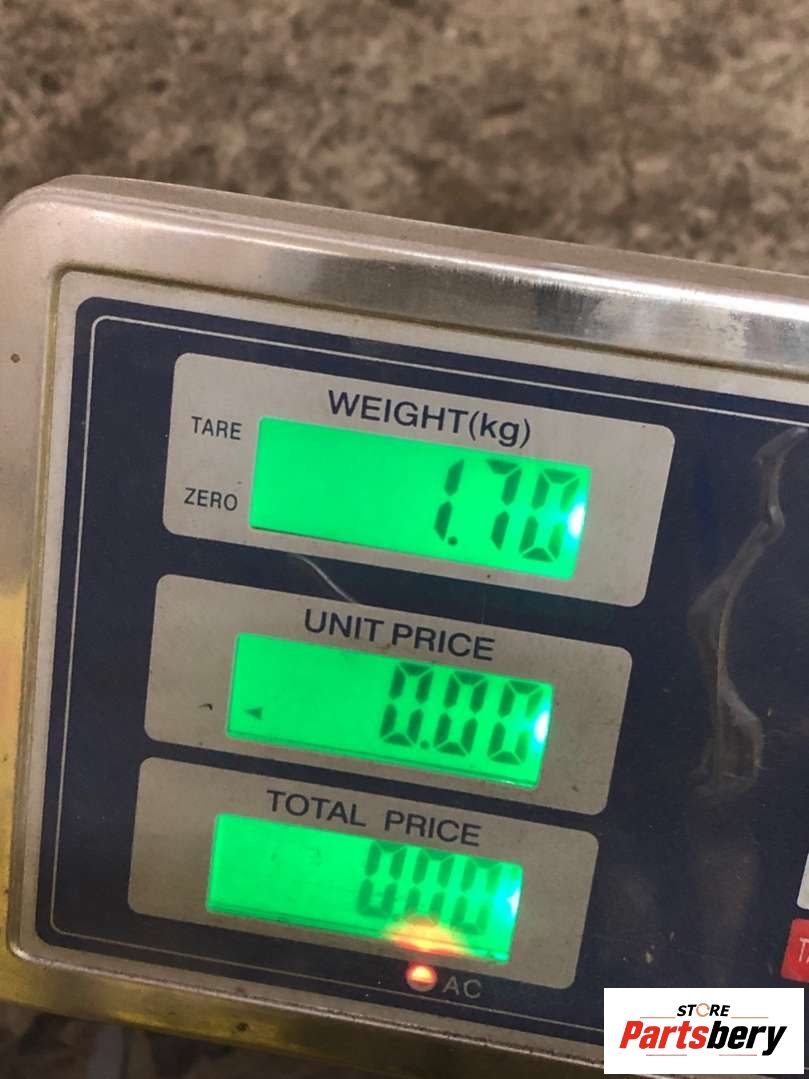 WEIGHT(kg)
TARE
ZERO
1.70
UNIT PRICE
0.00
TOTAL PRICE
0.00
AC
STORE
Partsbery